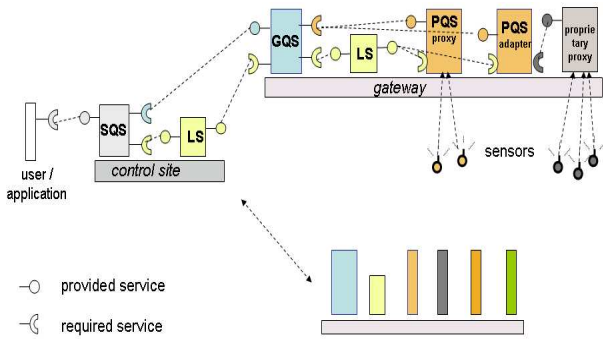 GQS
LS
PQS
proxy
PQS
adapter
proprie
tary
proxy
gateway
SQS
LS
control site
user /
application
sensors
provided service
required service